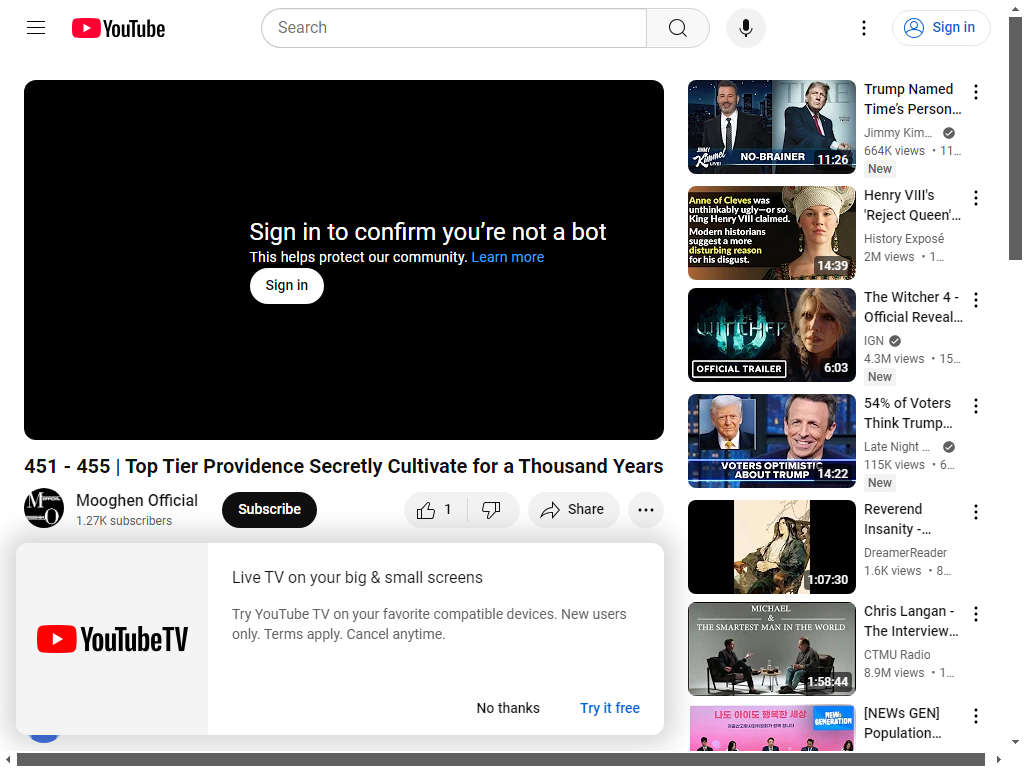 YouTube
Search
Sign in
Sign in to confirm you’re not a bot
This helps protect our community. Learn more
Sign in
451 - 455 | Top Tier Providence Secretly Cultivate for a Thousand Years
Mooghen Official
1.27K subscribers
Subscribe
1
Share
YouTubeTV
Live TV on your big & small screens
Try YouTube TV on your favorite compatible devices. New users
only. Terms apply. Cancel anytime.
No thanks
Try it free
TIME
JIMMY
Kimmel
LIVE!
NO-BRAINER
11:26
Trump Named
Time’s Person…
Jimmy Kim…
664K views • 11…
New
Anne of Cleves was
unthinkably ugly—or so
King Henry VIII claimed.
Modern historians
suggest a more
disturbing reason
for his disgust.
14:39
Henry VIII's
'Reject Queen'…
History Exposé
2M views • 1…
THE
WITCHER
OFFICIAL TRAILER
6:03
The Witcher 4 -
Official Reveal…
IGN
4.3M views • 15…
New
VOTERS OPTIMISTIC
ABOUT TRUMP
14:22
54% of Voters
Think Trump…
Late Night …
115K views • 6…
New
1:07:30
Reverend
Insanity -…
DreamerReader
1.6K views • 8…
MICHAEL
&
THE SMARTEST MAN IN THE WORLD
1:58:44
Chris Langan -
The Interview…
CTMU Radio
8.9M views • 1…
나도 아이도 행복한 세상
NEWs
GENERATION
[NEWs GEN]
Population…